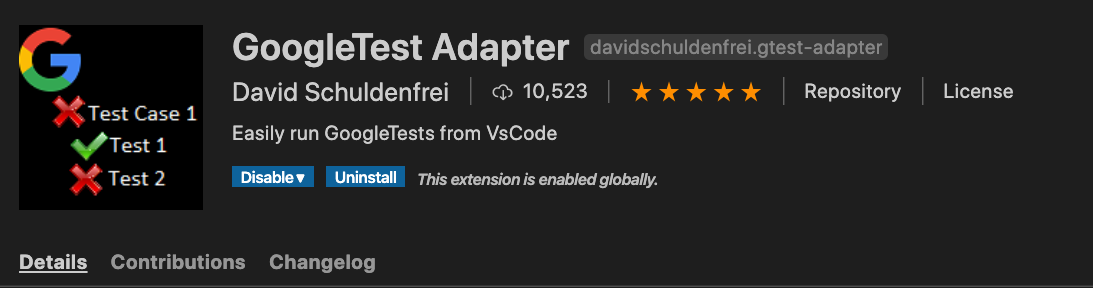 GoogleTest Adapter davidschuldenfrei.gtest-adapter
David Schuldenfrei 10,523 Repository License
Easily run GoogleTests from VsCode
Disable Uninstall This extension is enabled globally.
Test Case 1
Test 1
Test 2
Details Contributions Changelog